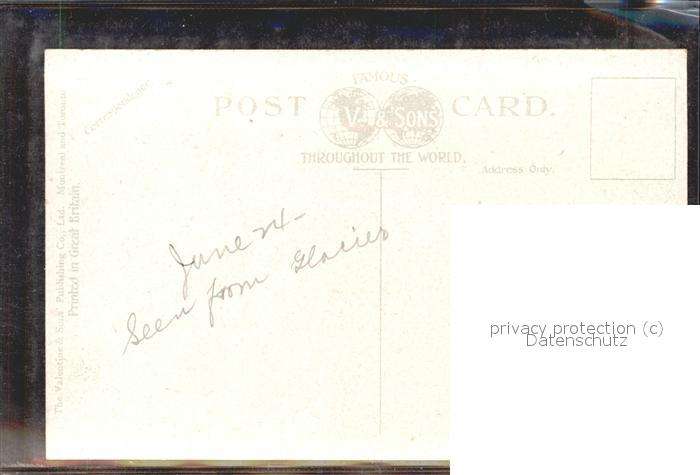 FAMOUS
POST CARD.
V. & SONS
THROUGHOUT THE WORLD.
Correspondence.
Address Only.
The Valentine & Sons' Publishing Co., Ltd. Montreal and Toronto
Printed in Great Britain.
June 24-
Seen from Glacier
privacy protection (c)
Datenschutz